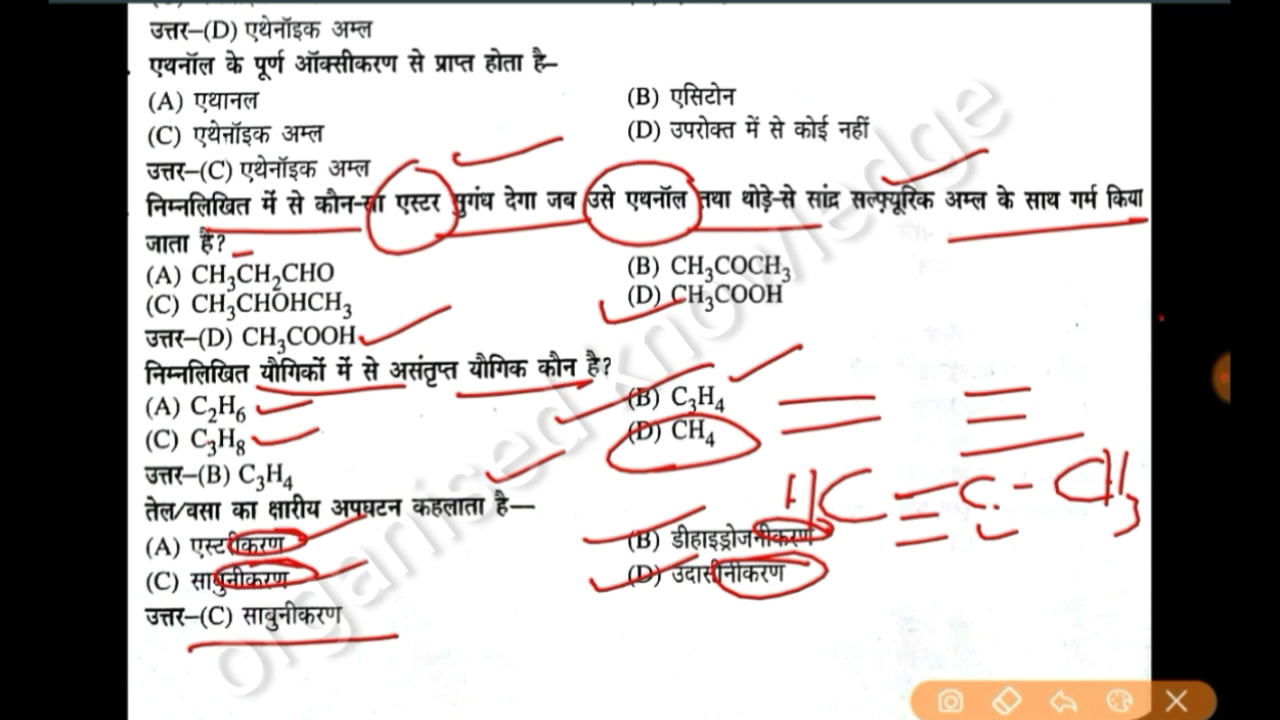 उत्तर–(D) एथेनॉइक अम्ल
एथनॉल के पूर्ण ऑक्सीकरण से प्राप्त होता है–
(A) एथानल (B) एसिटोन
(C) एथेनॉइक अम्ल (D) उपरोक्त में से कोई नहीं
उत्तर–(C) एथेनॉइक अम्ल
निम्नलिखित में से कौन-सा एस्टर सुगंध देगा जब उसे एथनॉल तथा थोड़े-से सांद्र सल्फ्यूरिक अम्ल के साथ गर्म किया
जाता है?
(A) CH₃CH₂CHO (B) CH₃COCH₃
(C) CH₃CHOHCH₃ (D) CH₃COOH
उत्तर–(D) CH₃COOH
निम्नलिखित यौगिकों में से असंतृप्त यौगिक कौन है?
(A) C₂H₆ (B) C₃H₄
(C) C₃H₈ (D) CH₄
उत्तर–(B) C₃H₄
HC≡C-CH₃
तेल/वसा का क्षारीय अपघटन कहलाता है—
(A) एस्टरीकरण (B) डीहाइड्रोजनीकरण
(C) साबुनीकरण (D) उदासीनीकरण
उत्तर–(C) साबुनीकरण
organised knowledge